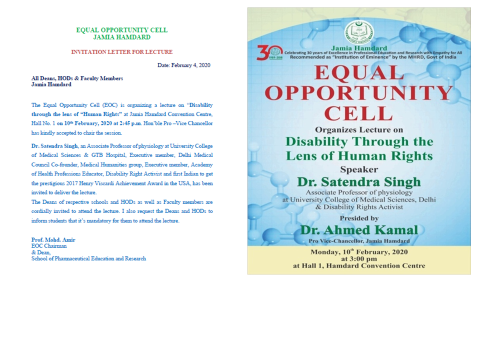 EQUAL OPPORTUNITY CELL
JAMIA HAMDARD
INVITATION LETTER FOR LECTURE
Date: February 4, 2020
All Deans, HODs & Faculty Members
Jamia Hamdard
The Equal Opportunity Cell (EOC) is organizing a lecture on "Disability
through the lens of "Human Rights" at Jamia Hamdard Convention Centre,
Hall No. 1 on 10th February, 2020 at 2:45 p.m. Hon'ble Pro –Vice Chancellor
has kindly accepted to chair the session.
Dr. Satendra Singh, an Associate Professor of physiology at University College
of Medical Sciences & GTB Hospital, Executive member, Delhi Medical
Council Co-founder, Medical Humanities group, Executive member, Academy
of Health Professions Educator, Disability Right Activist and first Indian to get
the prestigious 2017 Henry Viscardi Achievement Award in the USA, has been
invited to deliver the lecture.
The Deans of respective schools and HODs as well as Faculty members are
cordially invited to attend the lecture. I also request the Deans and HODs to
inform students that it's mandatory for them to attend the lecture.
Prof. Mohd. Amir
EOC Chairman
& Dean,
School of Pharmaceutical Education and Research
30
Jamia Hamdard
Celebrating 30 years of Excellence in Professional Education and Research with Empathy for All
Recommended as "Institution of Eminence" by the MHRD, Govt of India
EQUAL
OPPORTUNITY
CELL
Organizes Lecture on
Disability Through the
Lens of Human Rights
Speaker
Dr. Satendra Singh
Associate Professor of physiology
at University College of Medical Sciences, Delhi
& Disability Rights Activist
Presided by
Dr. Ahmed Kamal
Pro Vice-Chancellor, Jamia Hamdard
Monday, 10th February, 2020
at 3:00 pm
at Hall 1, Hamdard Convention Centre